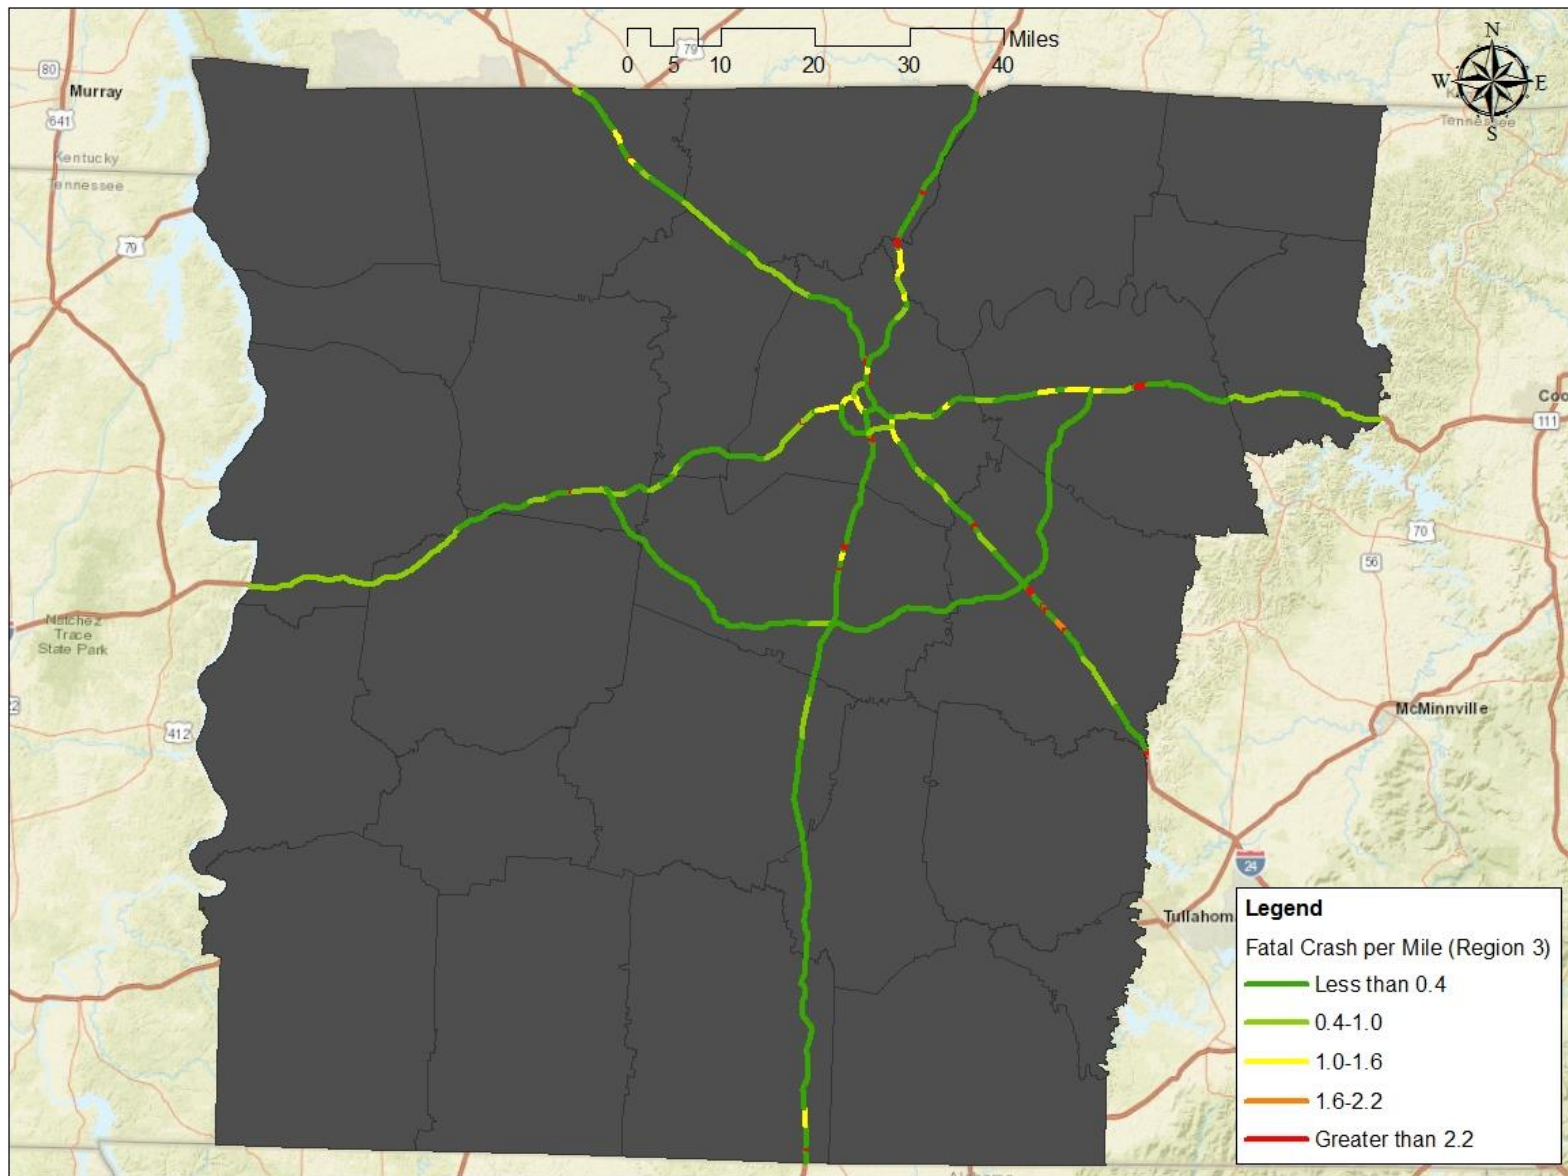 N
W
E
S
Miles
0 5 10 20 30 40
79
80
Murray
641
Kentucky
Tennessee
Tennessee
79
111
70
56
Natchez
Trace
State Park
412
McMinnville
24
Legend
Fatal Crash per Mile (Region 3)
Less than 0.4
0.4-1.0
1.0-1.6
1.6-2.2
Greater than 2.2